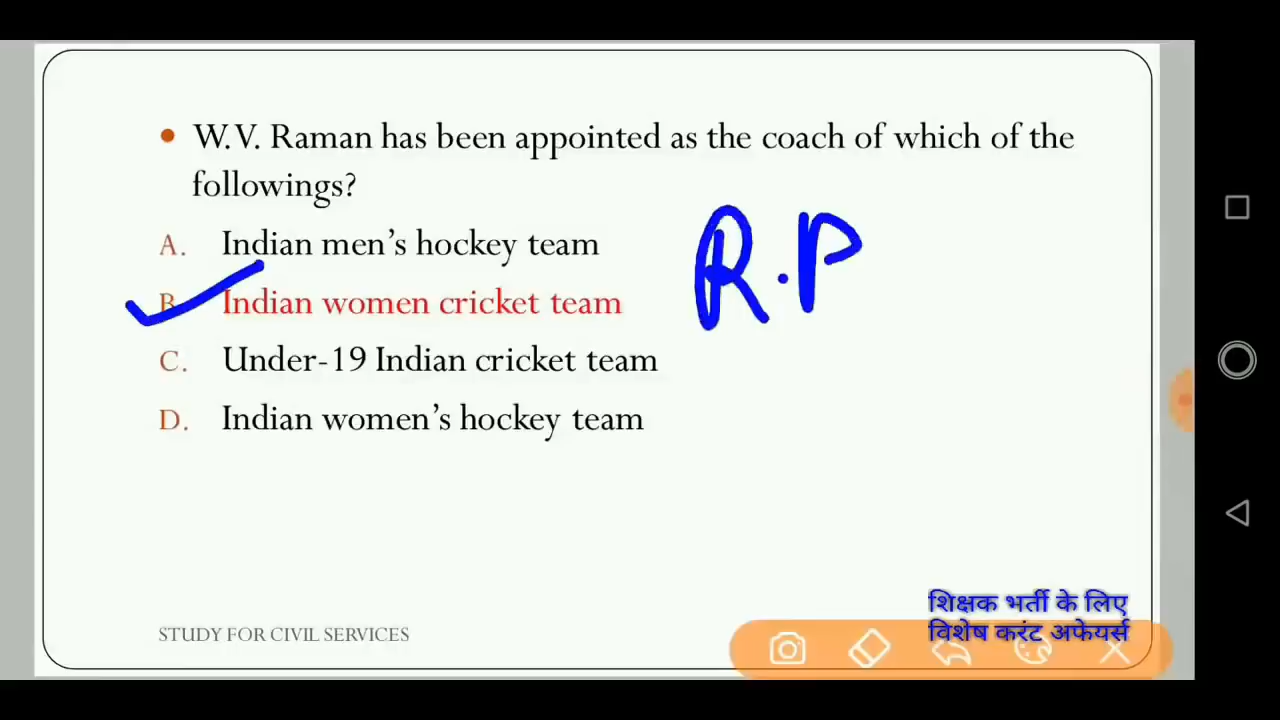 W.V. Raman has been appointed as the coach of which of the
followings?
A. Indian men's hockey team
R.P
B. Indian women cricket team
C. Under-19 Indian cricket team
D. Indian women's hockey team
शिक्षक भर्ती के लिए
विशेष करंट अफेयर्स
STUDY FOR CIVIL SERVICES